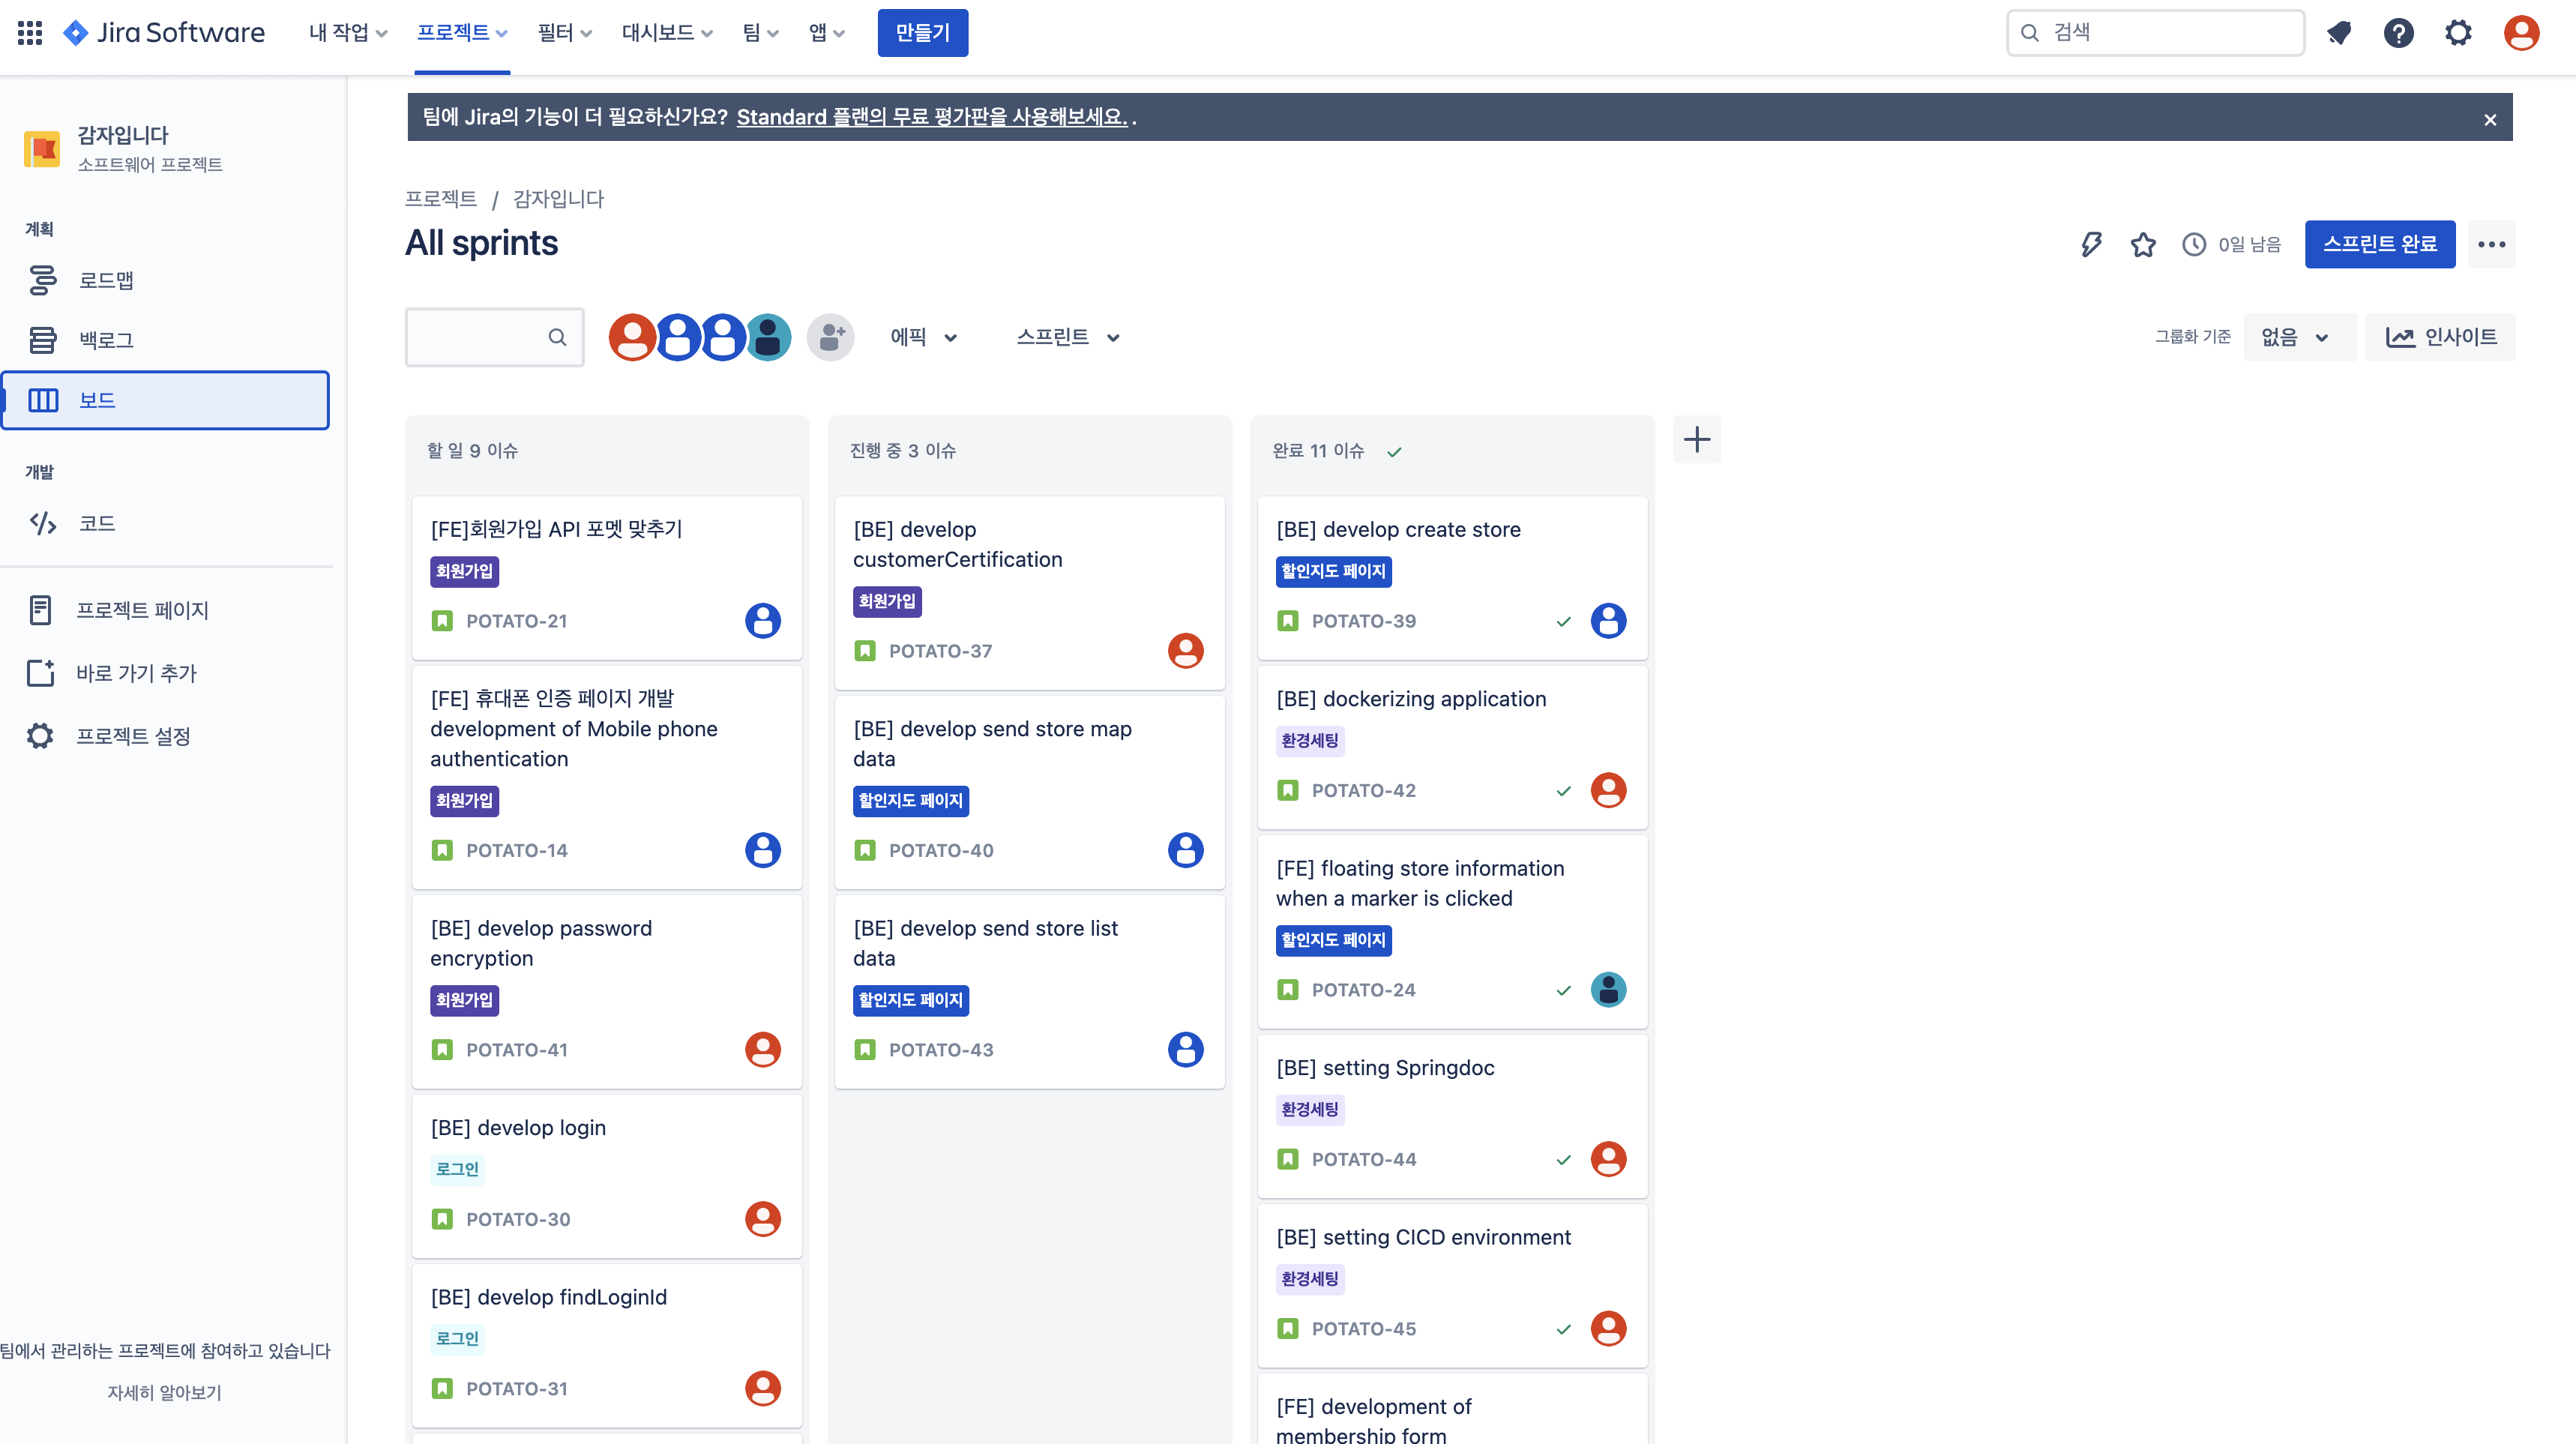 Jira Software
내 작업
프로젝트
필터
대시보드
팀
앱
만들기
검색
감자입니다
소프트웨어 프로젝트
계획
로드맵
백로그
보드
개발
코드
프로젝트 페이지
바로 가기 추가
프로젝트 설정
팀에서 관리하는 프로젝트에 참여하고 있습니다
자세히 알아보기
팀에 Jira의 기능이 더 필요하신가요? Standard 플랜의 무료 평가판을 사용해보세요. .
프로젝트 / 감자입니다
All sprints
0일 남음
스프린트 완료
에픽
스프린트
그룹화 기준
없음
인사이트
할 일 9 이슈
[FE]회원가입 API 포멧 맞추기
회원가입
POTATO-21
[FE] 휴대폰 인증 페이지 개발
development of Mobile phone
authentication
회원가입
POTATO-14
[BE] develop password
encryption
회원가입
POTATO-41
[BE] develop login
로그인
POTATO-30
[BE] develop findLoginId
로그인
POTATO-31
진행 중 3 이슈
[BE] develop
customerCertification
회원가입
POTATO-37
[BE] develop send store map
data
할인지도 페이지
POTATO-40
[BE] develop send store list
data
할인지도 페이지
POTATO-43
완료 11 이슈
[BE] develop create store
할인지도 페이지
POTATO-39
[BE] dockerizing application
환경세팅
POTATO-42
[FE] floating store information
when a marker is clicked
할인지도 페이지
POTATO-24
[BE] setting Springdoc
환경세팅
POTATO-44
[BE] setting CICD environment
환경세팅
POTATO-45
[FE] development of
membership form